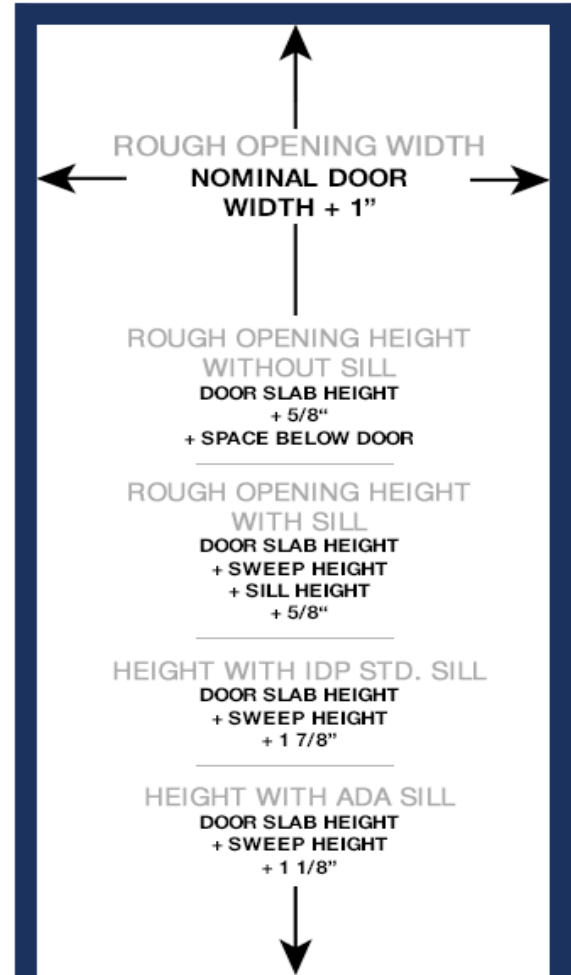 ROUGH OPENING WIDTH
NOMINAL DOOR
WIDTH + 1”
ROUGH OPENING HEIGHT
WITHOUT SILL
DOOR SLAB HEIGHT
+ 5/8“
+ SPACE BELOW DOOR
ROUGH OPENING HEIGHT
WITH SILL
DOOR SLAB HEIGHT
+ SWEEP HEIGHT
+ SILL HEIGHT
+ 5/8“
HEIGHT WITH IDP STD. SILL
DOOR SLAB HEIGHT
+ SWEEP HEIGHT
+ 1 7/8”
HEIGHT WITH ADA SILL
DOOR SLAB HEIGHT
+ SWEEP HEIGHT
+ 1 1/8”